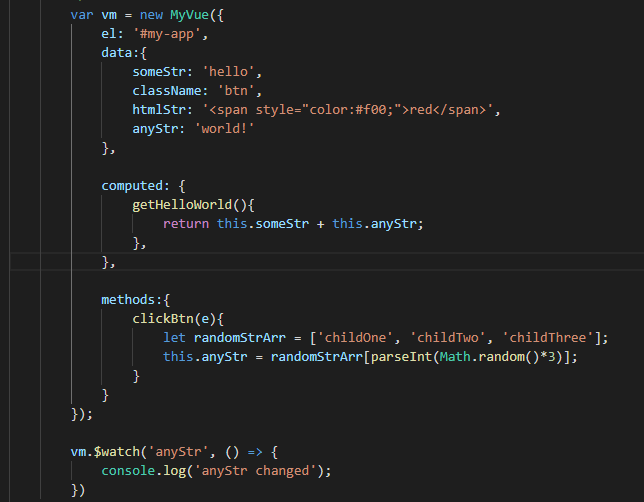 var vm = new MyVue({
    el: '#my-app',
    data:{
        someStr: 'hello',
        className: 'btn',
        htmlStr: '<span style="color:#f00;">red</span>',
        anyStr: 'world!'
    },

    computed: {
        getHelloWorld(){
            return this.someStr + this.anyStr;
        },
    },

    methods:{
        clickBtn(e){
            let randomStrArr = ['childOne', 'childTwo', 'childThree'];
            this.anyStr = randomStrArr[parseInt(Math.random()*3)];
        }
    }
});

vm.$watch('anyStr', () => {
    console.log('anyStr changed');
})